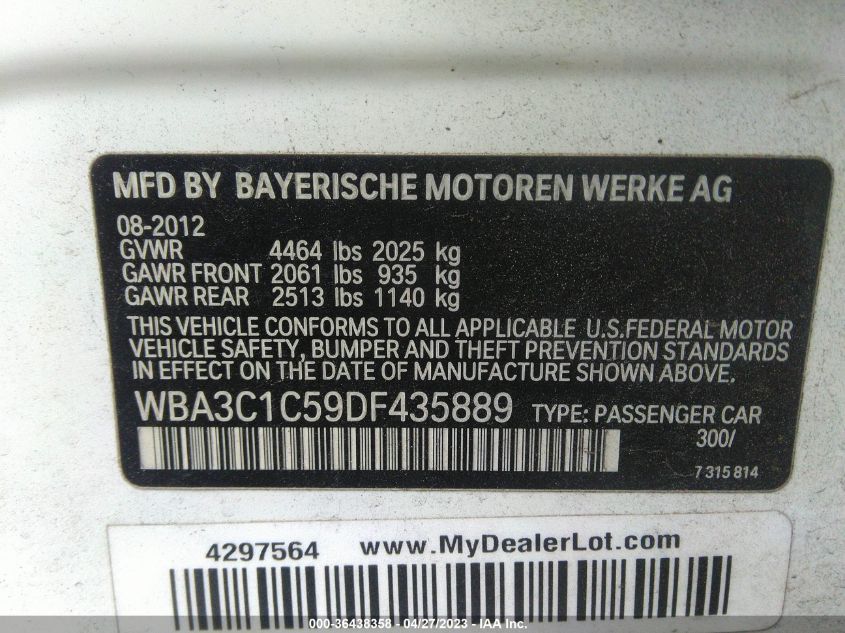 MFD BY BAYERISCHE MOTOREN WERKE AG
08-2012
GVWR 4464 lbs 2025 kg
GAWR FRONT 2061 lbs 935 kg
GAWR REAR 2513 lbs 1140 kg
THIS VEHICLE CONFORMS TO ALL APPLICABLE U.S.FEDERAL MOTOR
VEHICLE SAFETY, BUMPER AND THEFT PREVENTION STANDARDS
IN EFFECT ON THE DATE OF MANUFACTURE SHOWN ABOVE.
WBA3C1C59DF435889 TYPE: PASSENGER CAR
300/
7 315 814
4297564 www.MyDealerLot.com
000-36438358 - 04/27/2023 - IAA Inc.